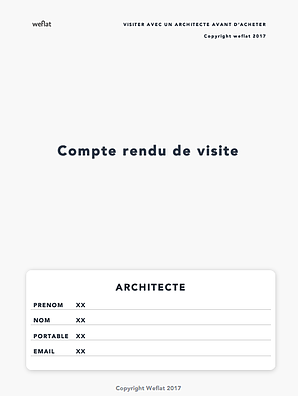 weflat
VISITER AVEC UN ARCHITECTE AVANT D'ACHETER
Copyright weflat 2017
Compte rendu de visite
ARCHITECTE
PRENOM XX
NOM XX
PORTABLE XX
EMAIL XX
Copyright Weflat 2017